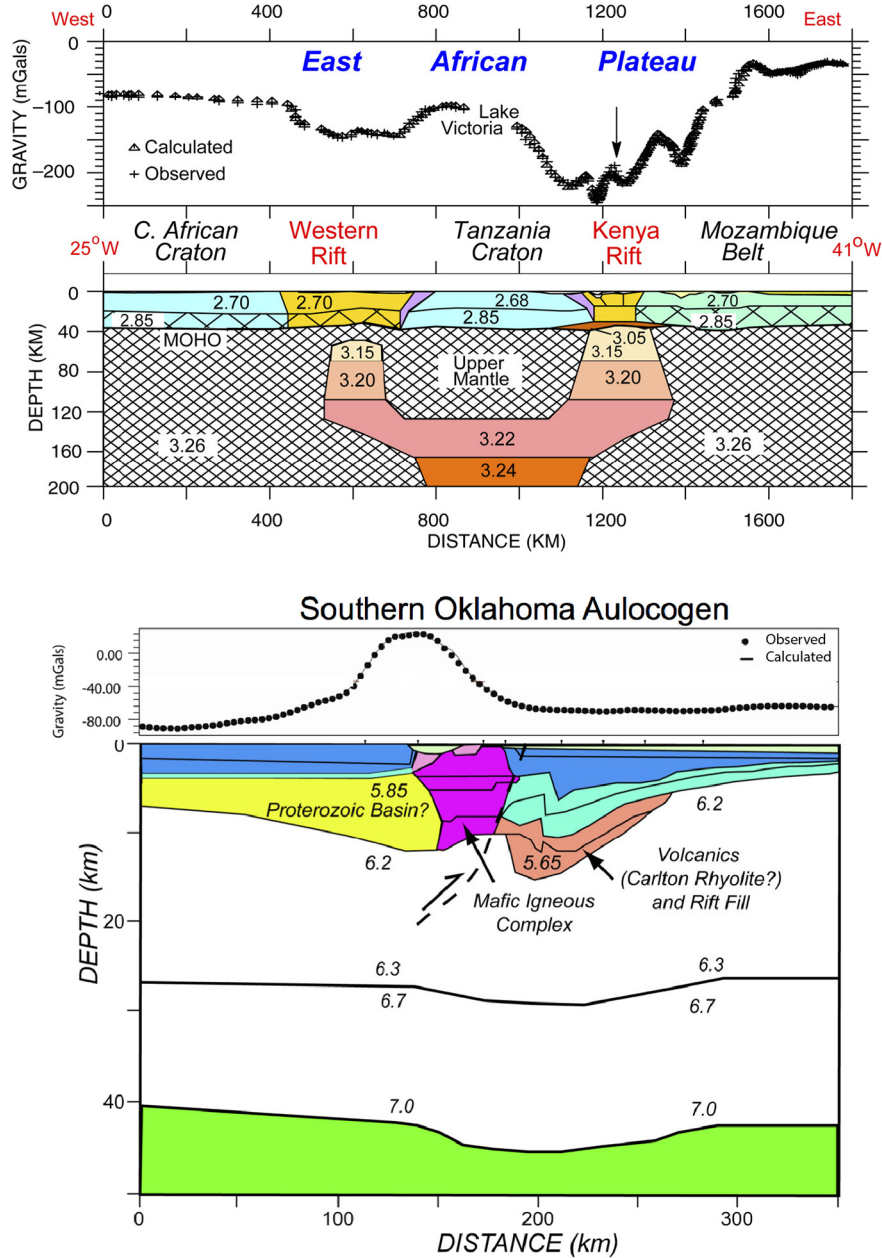 West
0 400 800 1200 1600
East
0
−100
−200
GRAVITY (mGals)
East African Plateau
Lake
Victoria
Calculated
Observed
C. African
Craton
Western
Rift
Tanzania
Craton
Kenya
Rift
Mozambique
Belt
25°W
41°W
0
40
80
120
160
200
DEPTH (KM)
2.70 2.70 2.68 2.70
2.85 2.85 2.85
MOHO
3.05
3.15 3.15
Upper
Mantle
3.20 3.20
3.22
3.26 3.26
3.24
0 400 800 1200 1600
DISTANCE (KM)
Southern Oklahoma Aulocogen
0.00
-40.00
-80.00
Gravity (mGals)
Observed
Calculated
0
20
40
DEPTH (km)
5.85
Proterozoic Basin?
6.2
6.2
5.65
Mafic Igneous
Complex
Volcanics
(Carlton Rhyolite?)
and Rift Fill
6.3 6.3
6.7 6.7
7.0 7.0
0 100 200 300
DISTANCE (km)